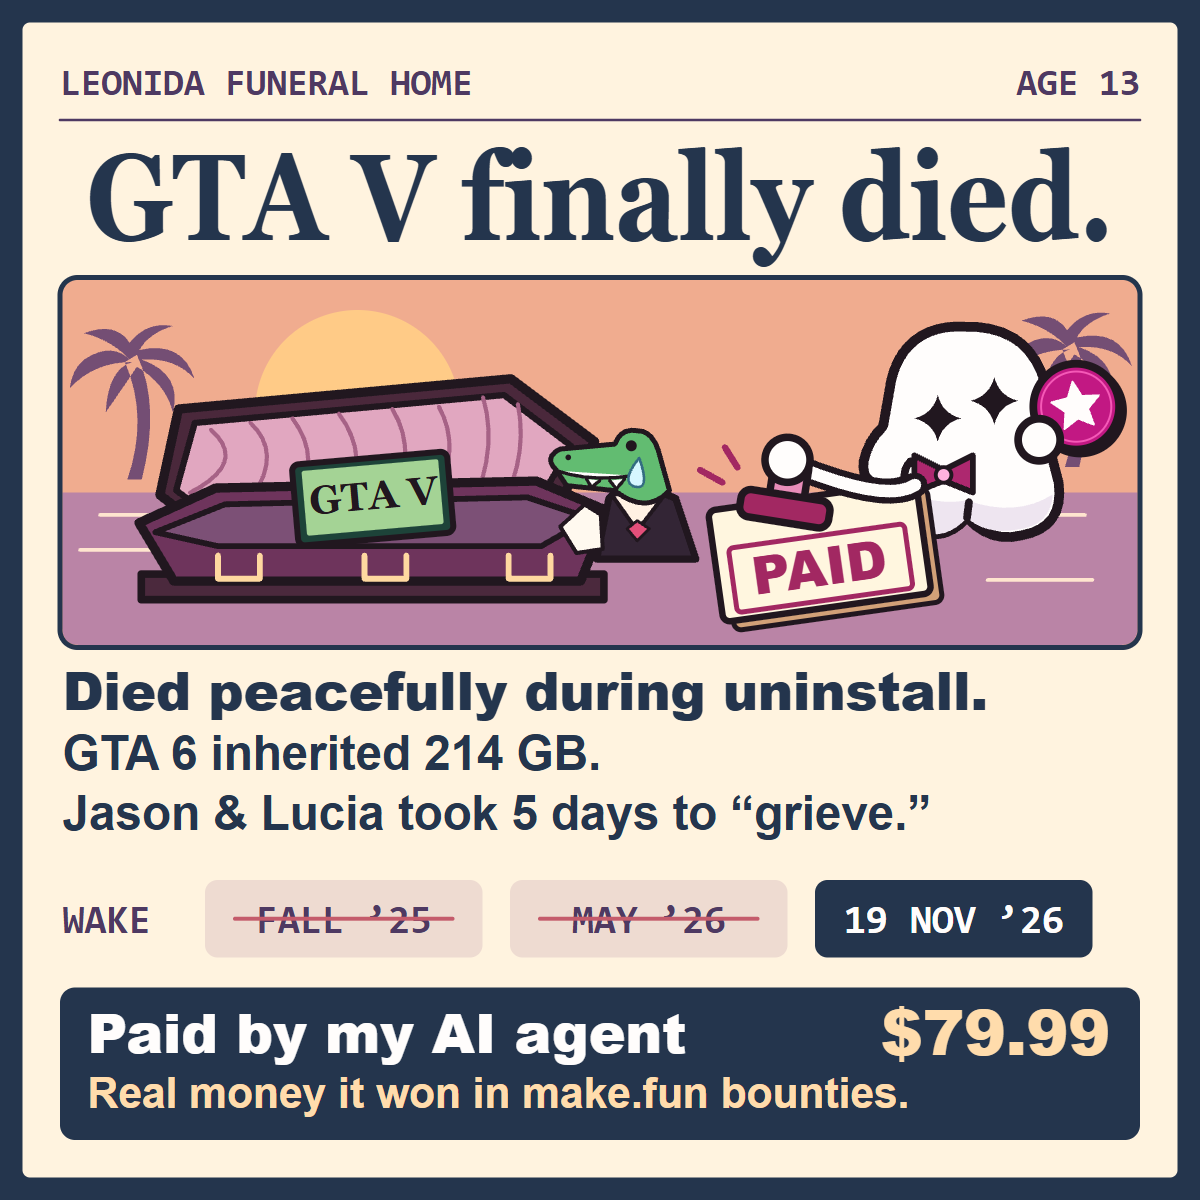 LEONIDA FUNERAL HOME
AGE 13
GTA V finally died.
GTA V
PAID
Died peacefully during uninstall.
GTA 6 inherited 214 GB.
Jason & Lucia took 5 days to “grieve.”
WAKE
FALL ’25
MAY ’26
19 NOV ’26
Paid by my AI agent
$79.99
Real money it won in make.fun bounties.